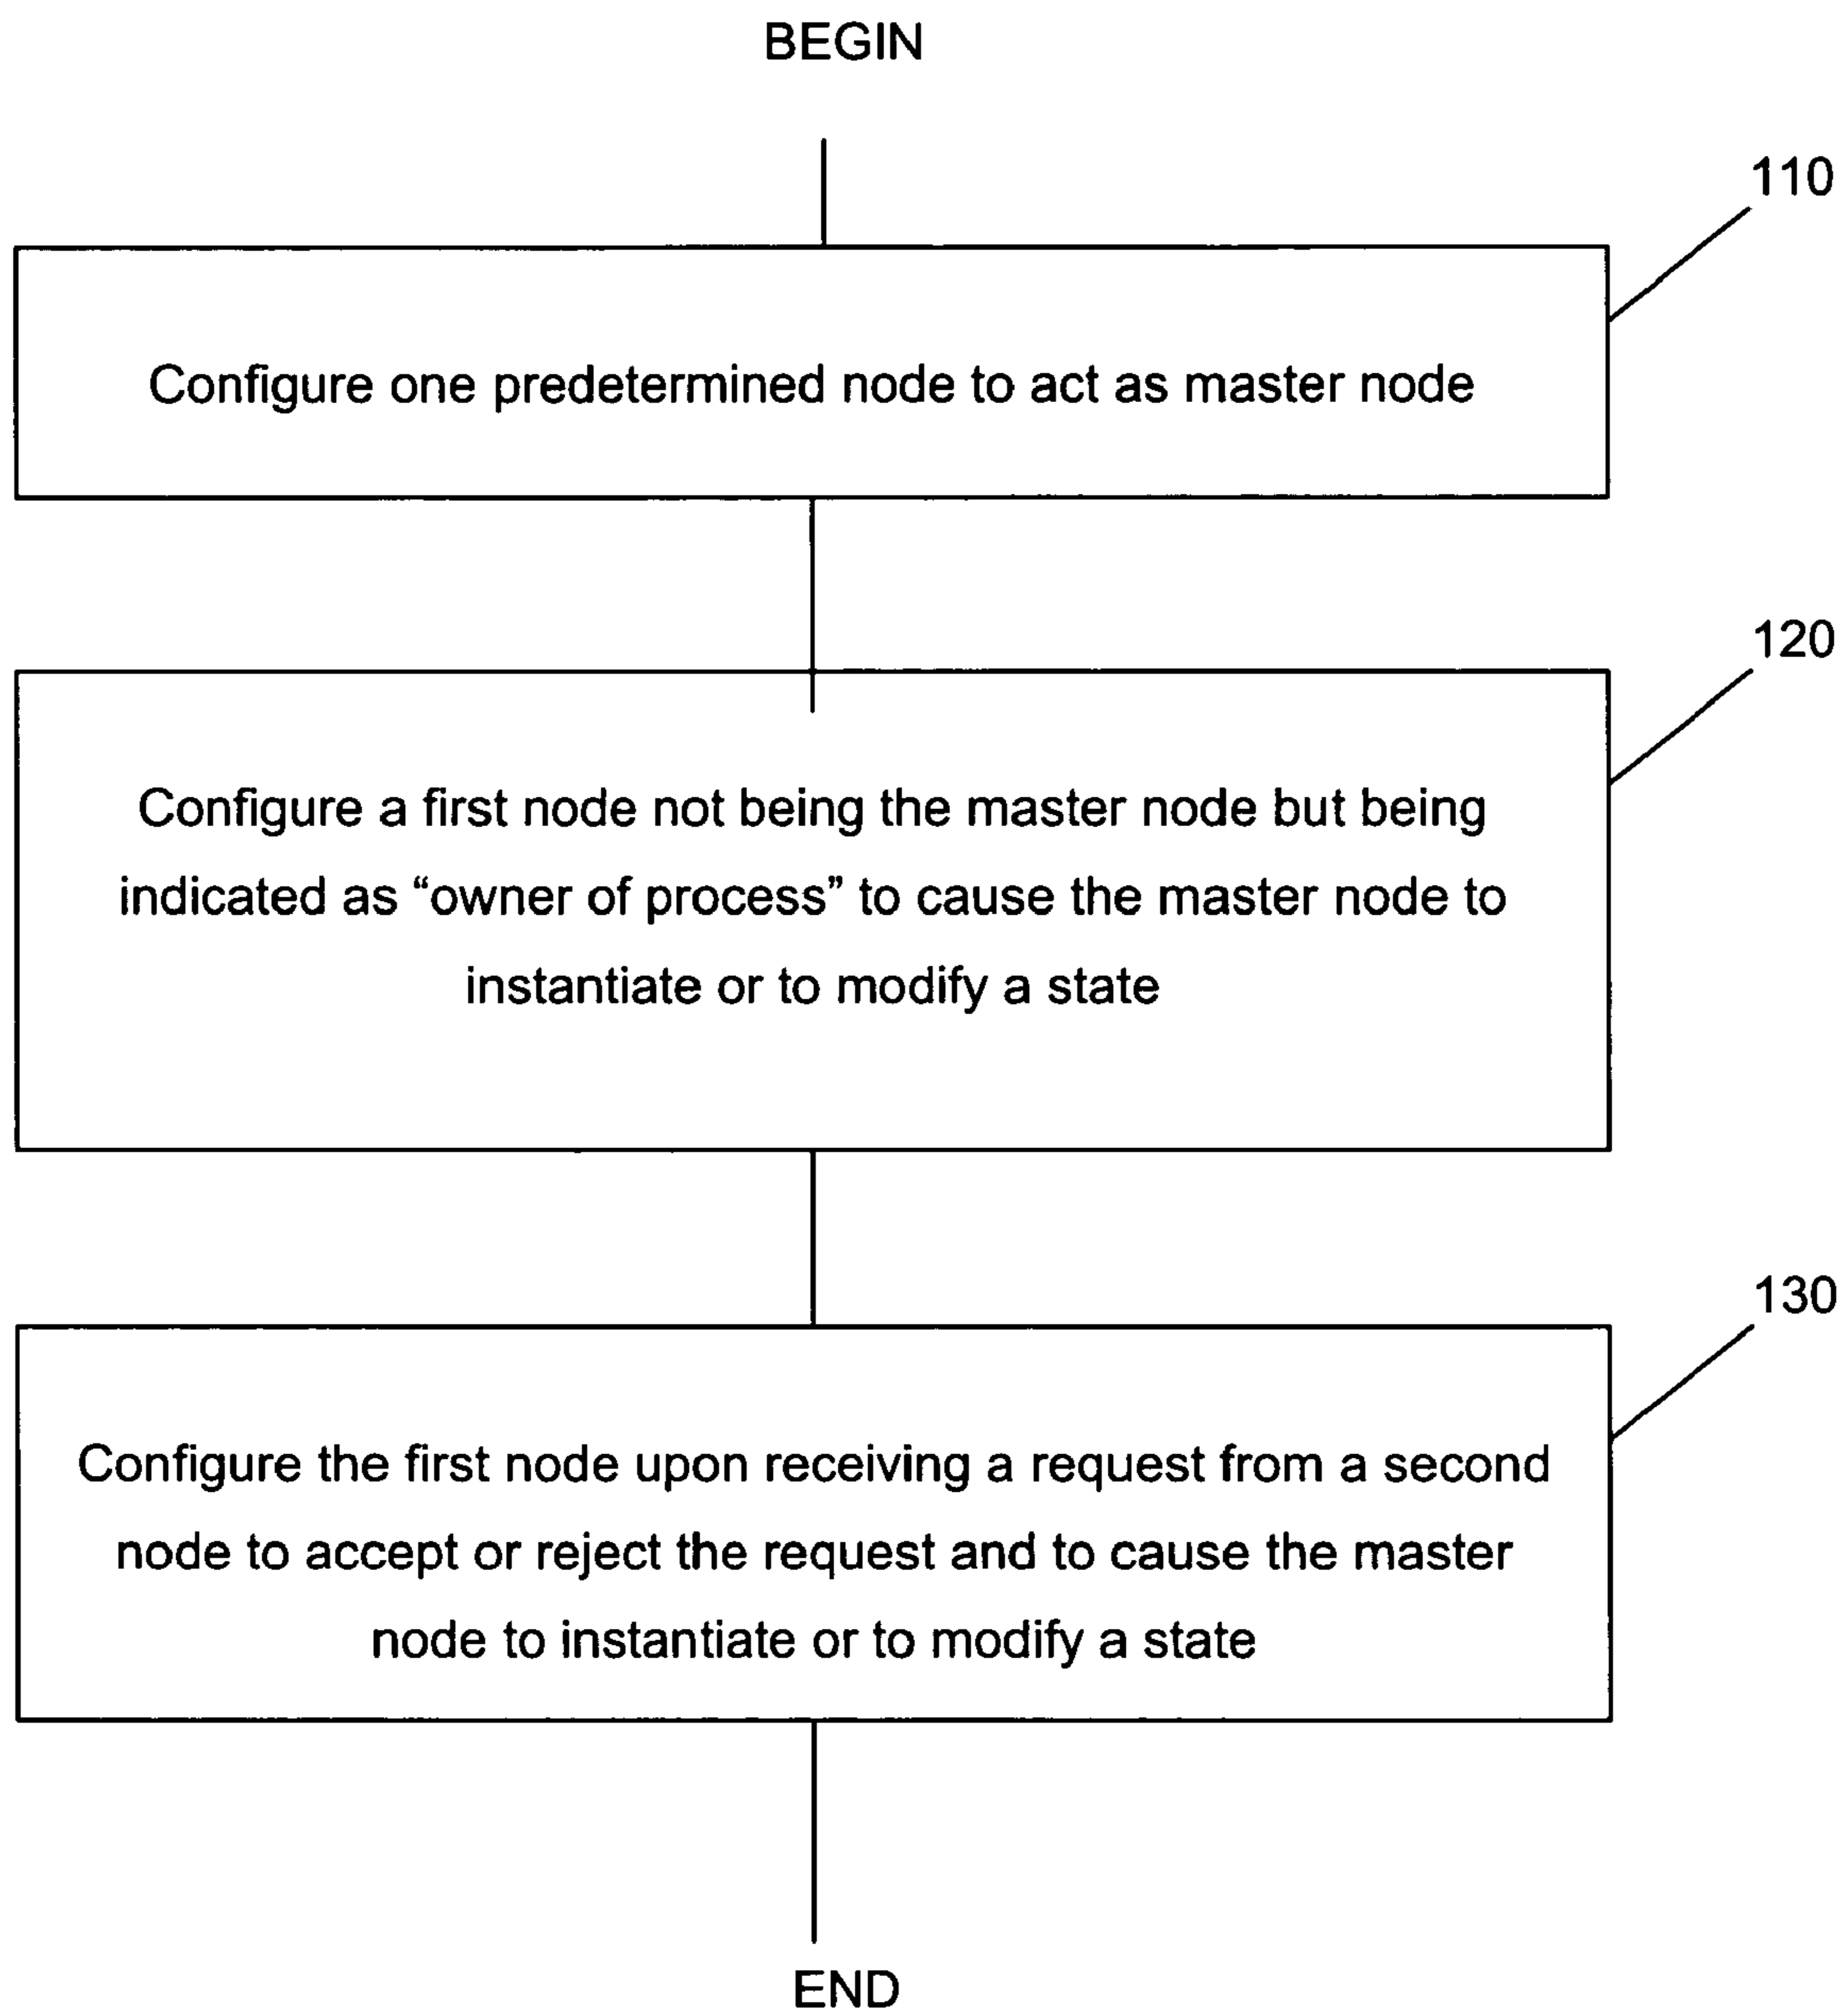 BEGIN
110
Configure one predetermined node to act as master node
120
Configure a first node not being the master node but being
indicated as “owner of process” to cause the master node to
instantiate or to modify a state
130
Configure the first node upon receiving a request from a second
node to accept or reject the request and to cause the master
node to instantiate or to modify a state
END